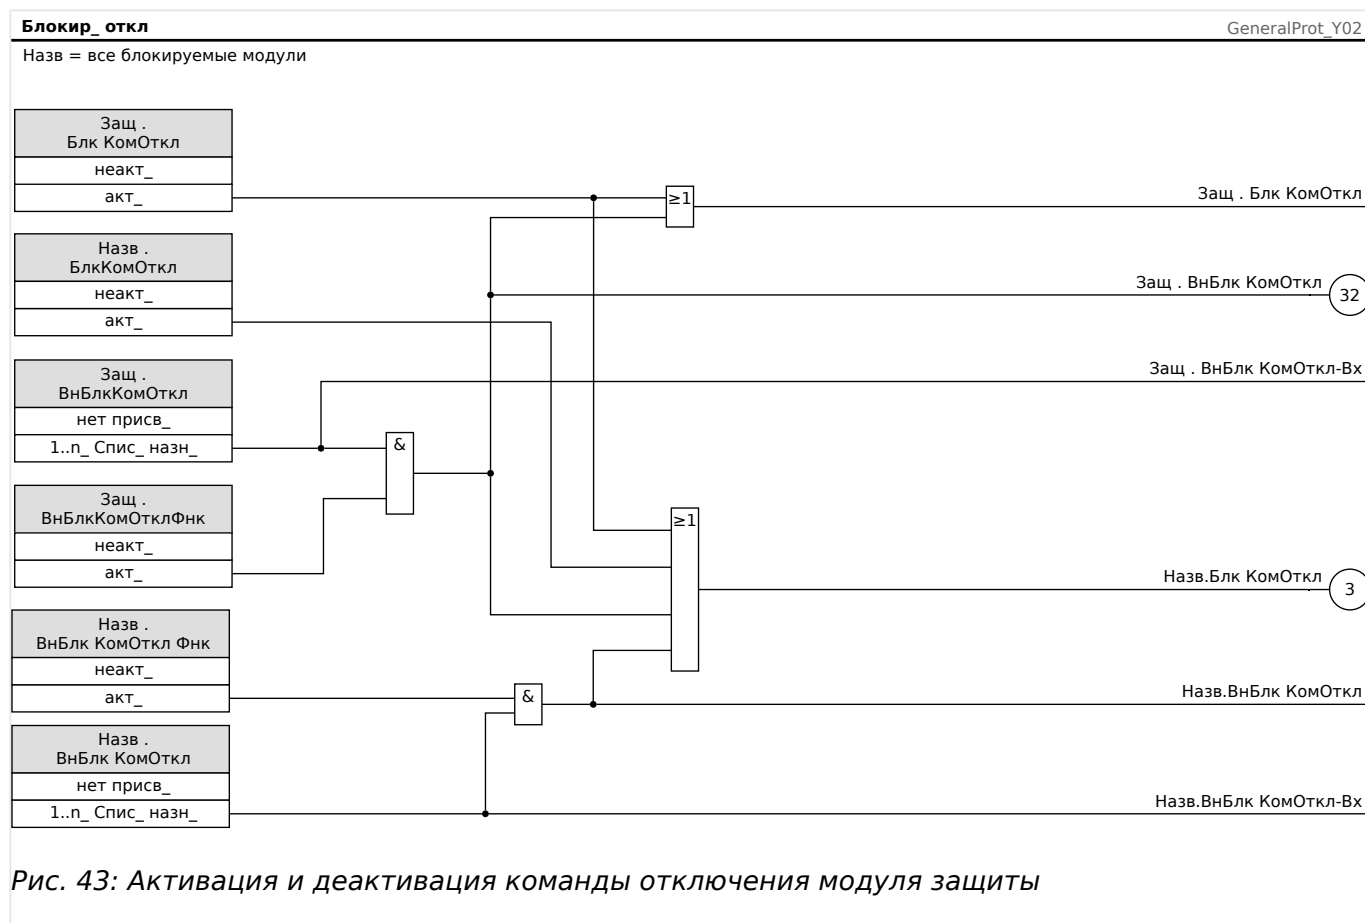 Блокир_ откл
GeneralProt_Y02
Назв = все блокируемые модули
Защ .
Блк КомОткл
неакт_
акт_
≥1
Защ . Блк КомОткл
Назв .
БлкКомОткл
неакт_
акт_
Защ . ВнБлк КомОткл
32
Защ .
ВнБлкКомОткл
нет присв_
1..n_ Спис_ назн_
Защ . ВнБлк КомОткл-Вх
&
Защ .
ВнБлкКомОтклФнк
неакт_
акт_
≥1
Назв.Блк КомОткл
3
Назв .
ВнБлк КомОткл Фнк
неакт_
акт_
&
Назв.ВнБлк КомОткл
Назв .
ВнБлк КомОткл
нет присв_
1..n_ Спис_ назн_
Назв.ВнБлк КомОткл-Вх
Рис. 43: Активация и деактивация команды отключения модуля защиты